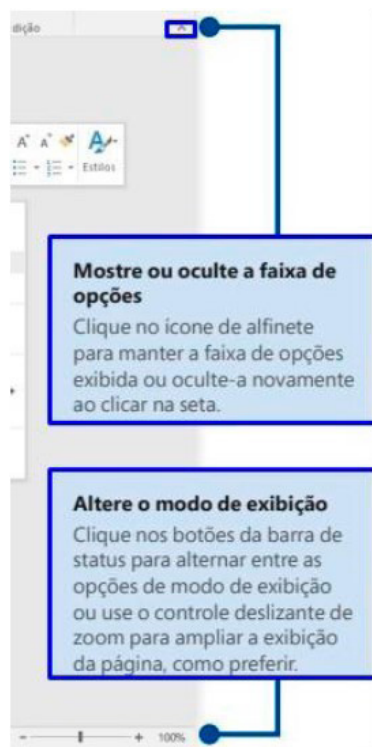 dição
A A
Estilos
Mostre ou oculte a faixa de
opções
Clique no ícone de alfinete
para manter a faixa de opções
exibida ou oculte-a novamente
ao clicar na seta.
Altere o modo de exibição
Clique nos botões da barra de
status para alternar entre as
opções de modo de exibição
ou use o controle deslizante de
zoom para ampliar a exibição
da página, como preferir.
- + 100%